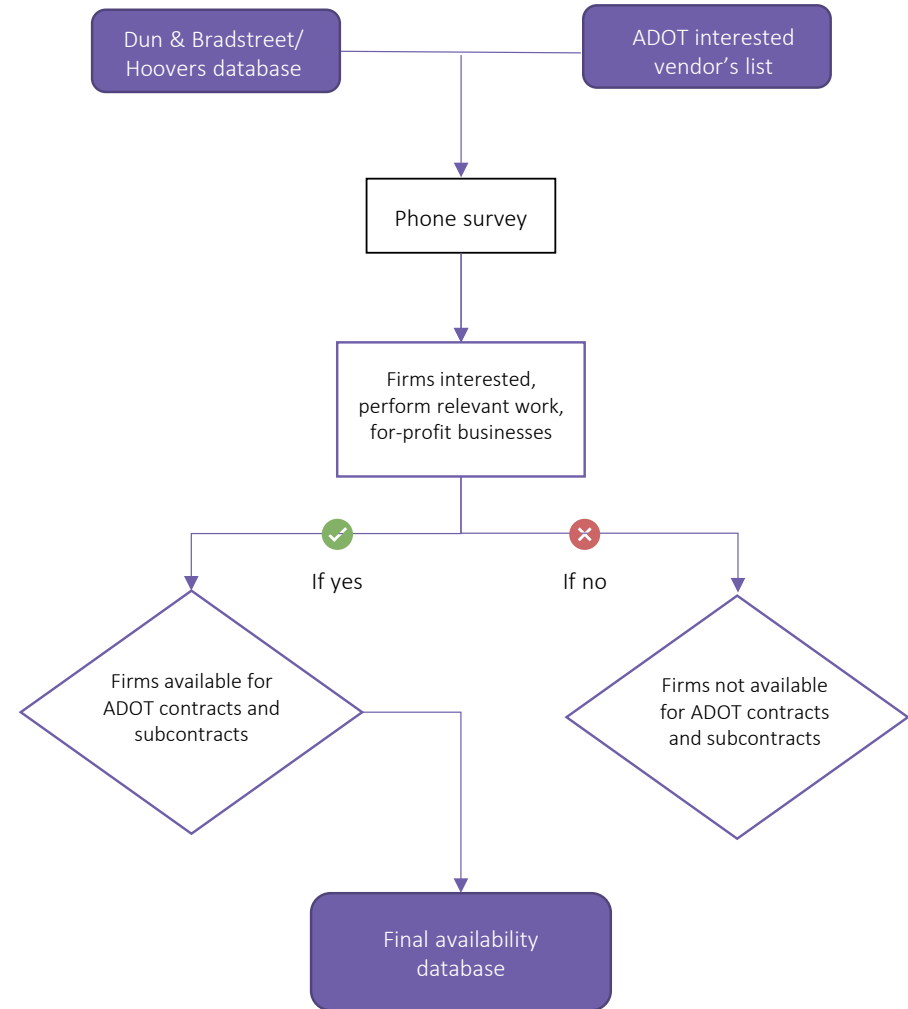 Dun & Bradstreet/
Hoovers database
ADOT interested
vendor's list
Phone survey
Firms interested,
perform relevant work,
for-profit businesses
If yes
If no
Firms available for
ADOT contracts and
subcontracts
Firms not available
for ADOT contracts
and subcontracts
Final availability
database